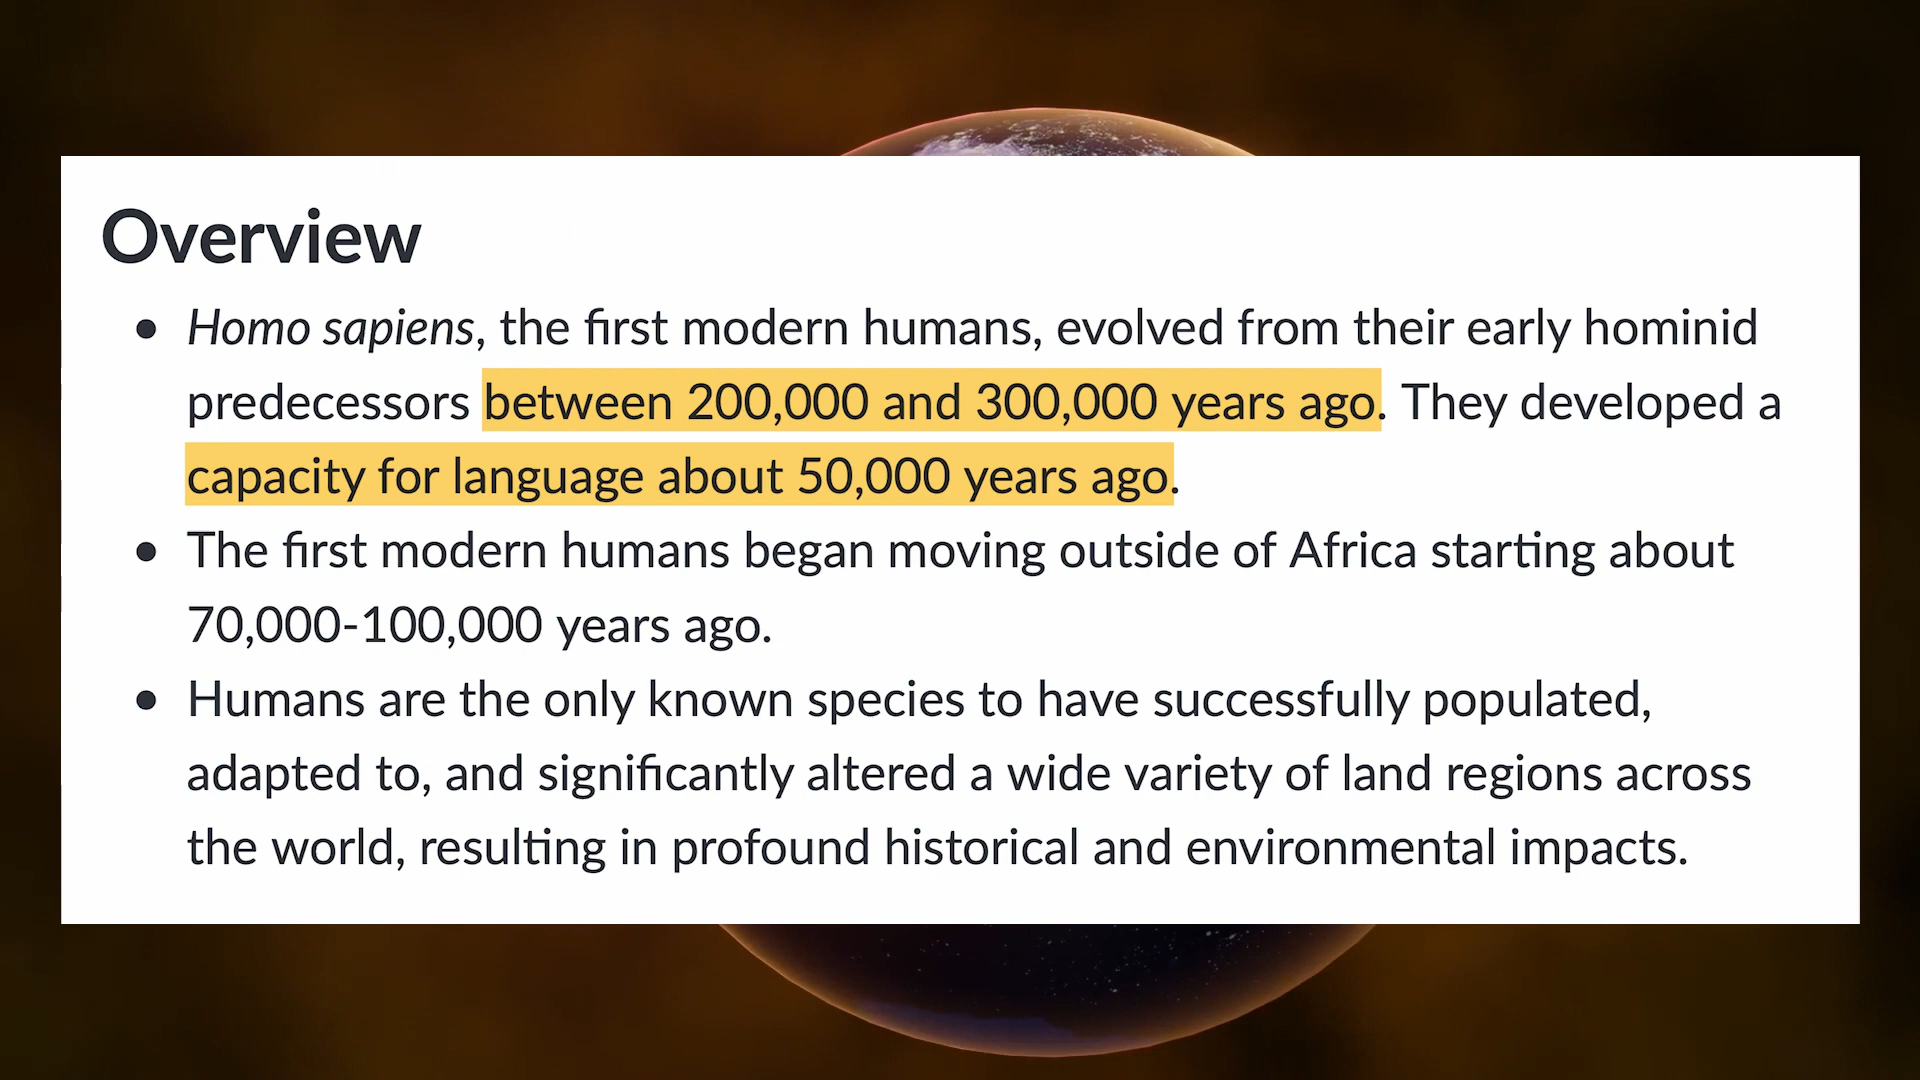 Overview
• Homo sapiens, the first modern humans, evolved from their early hominid
predecessors between 200,000 and 300,000 years ago. They developed a
capacity for language about 50,000 years ago.
• The first modern humans began moving outside of Africa starting about
70,000-100,000 years ago.
• Humans are the only known species to have successfully populated,
adapted to, and significantly altered a wide variety of land regions across
the world, resulting in profound historical and environmental impacts.